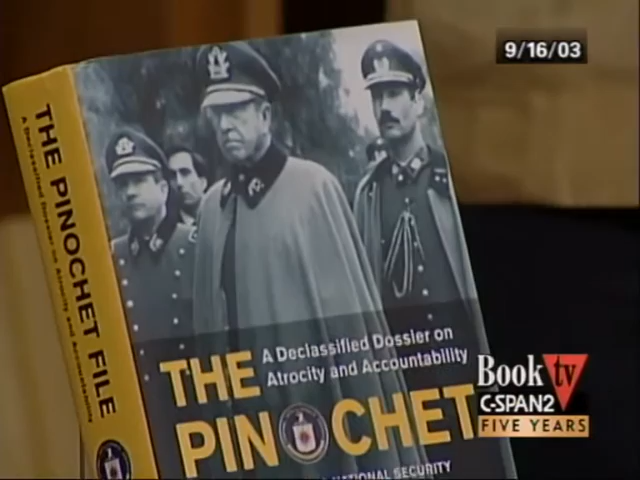 9/16/03
THE PINOCHET FILE
A Declassified Dossier on Atrocity and Accountability
THE
A Declassified Dossier on
Atrocity and Accountability
PINOCHET
NATIONAL SECURITY
Book tv
C-SPAN2
FIVE YEARS